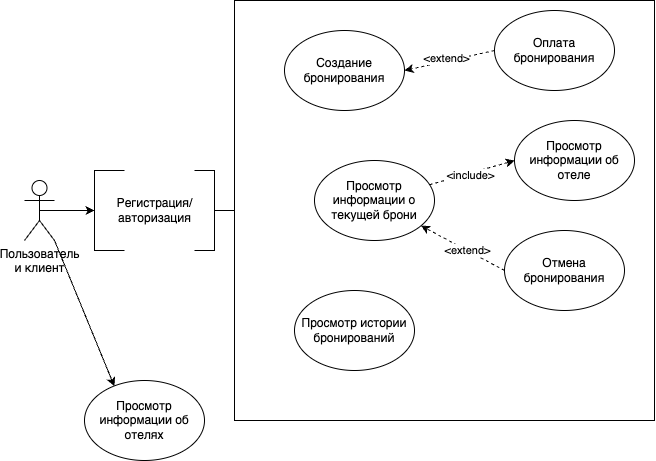 Создание
бронирования
<extend>
Оплата
бронирования
Просмотр
информации о
текущей брони
<include>
Просмотр
информации об
отеле
<extend>
Отмена
бронирования
Регистрация/
авторизация
Пользователь
и клиент
Просмотр истории
бронирований
Просмотр
информации об
отелях